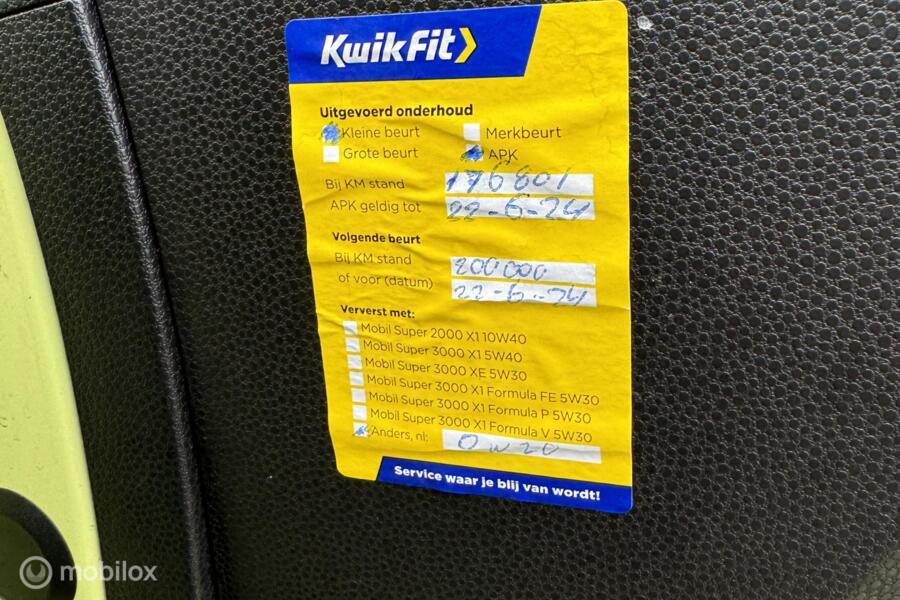 KwikFit
Uitgevoerd onderhoud
Kleine beurt Merkbeurt
Grote beurt APK
Bij KM stand 176801
APK geldig tot 22-6-24
Volgende beurt
Bij KM stand 200000
of voor (datum) 22-6-24
Ververst met:
Mobil Super 2000 X1 10W40
Mobil Super 3000 X1 5W40
Mobil Super 3000 XE 5W30
Mobil Super 3000 X1 Formula FE 5W30
Mobil Super 3000 X1 Formula P 5W30
Mobil Super 3000 X1 Formula V 5W30
Anders, nl: 0W20
Service waar je blij van wordt!
mobilox